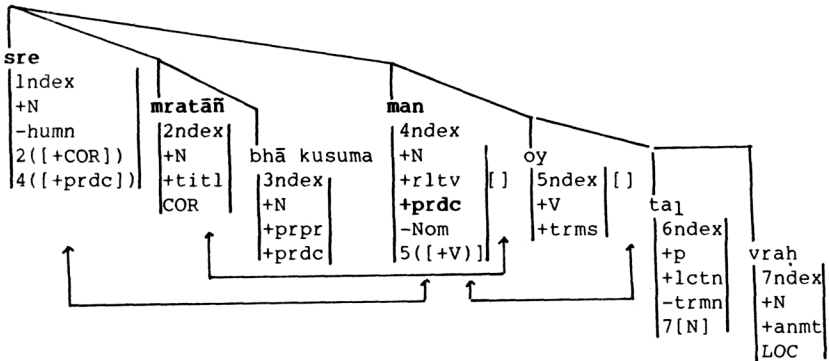 sre
1ndex
+N
-humn
2([+COR])
4([+prdc])
mratāñ
2ndex
+N
+titl
COR
bhā kusuma
3ndex
+N
+prpr
+prdc
man
4ndex
+N
+rltv
[ ]
+prdc
-Nom
5([+V)]
oy
5ndex
[ ]
+V
+trms
ta₁
6ndex
+p
+lctn
-trmn
7[N]
vraḥ
7ndex
+N
+anmt
LOC